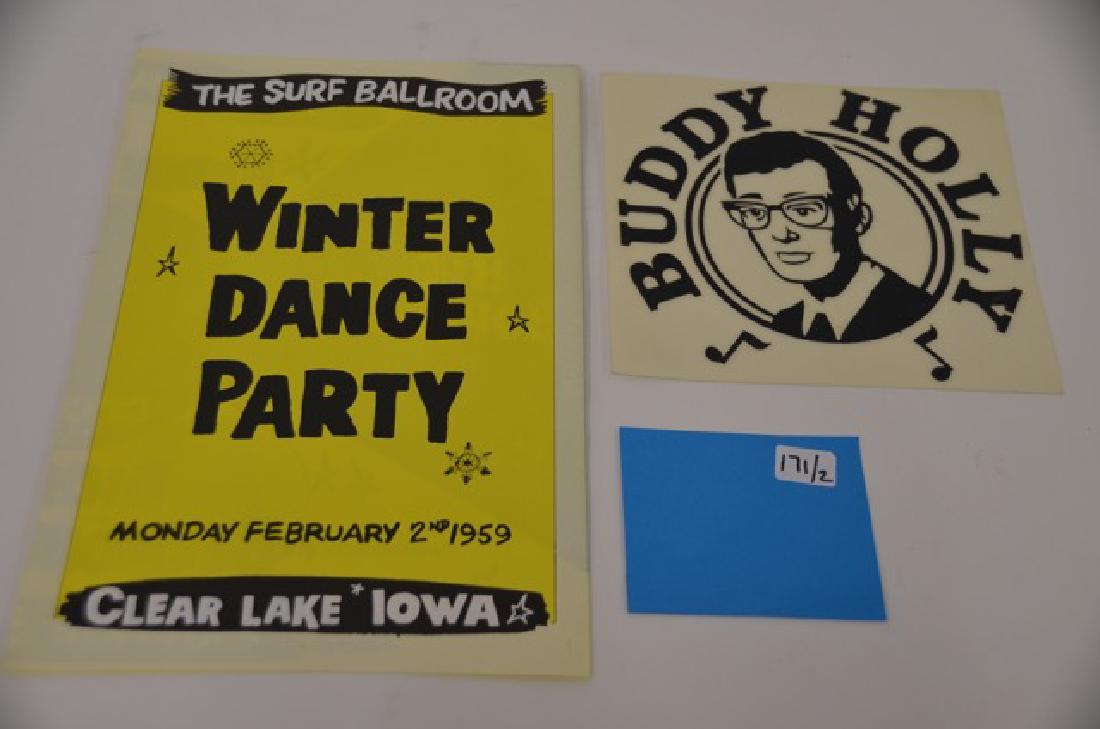 THE SURF BALLROOM
WINTER
DANCE
PARTY
MONDAY FEBRUARY 2ND 1959
CLEAR LAKE IOWA
BUDDY HOLLY
171/2